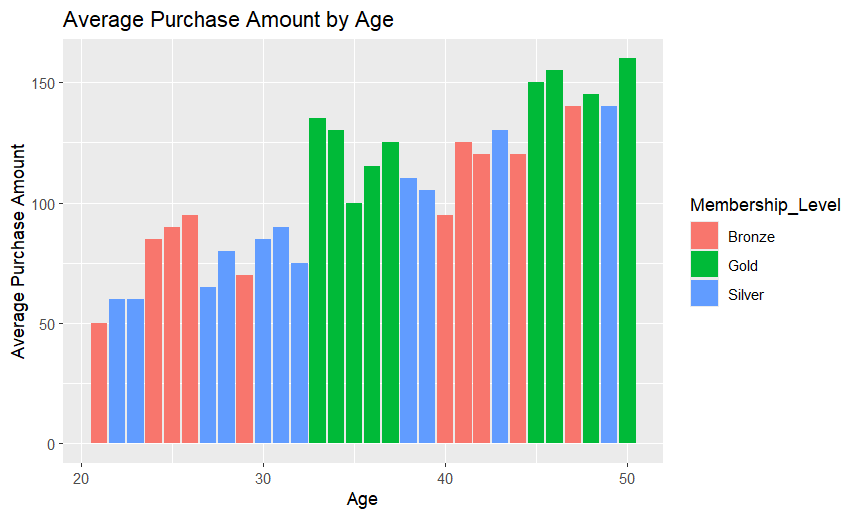 Average Purchase Amount by Age
Average Purchase Amount
150
100
50
0
20
30
40
50
Age
Membership_Level
Bronze
Gold
Silver